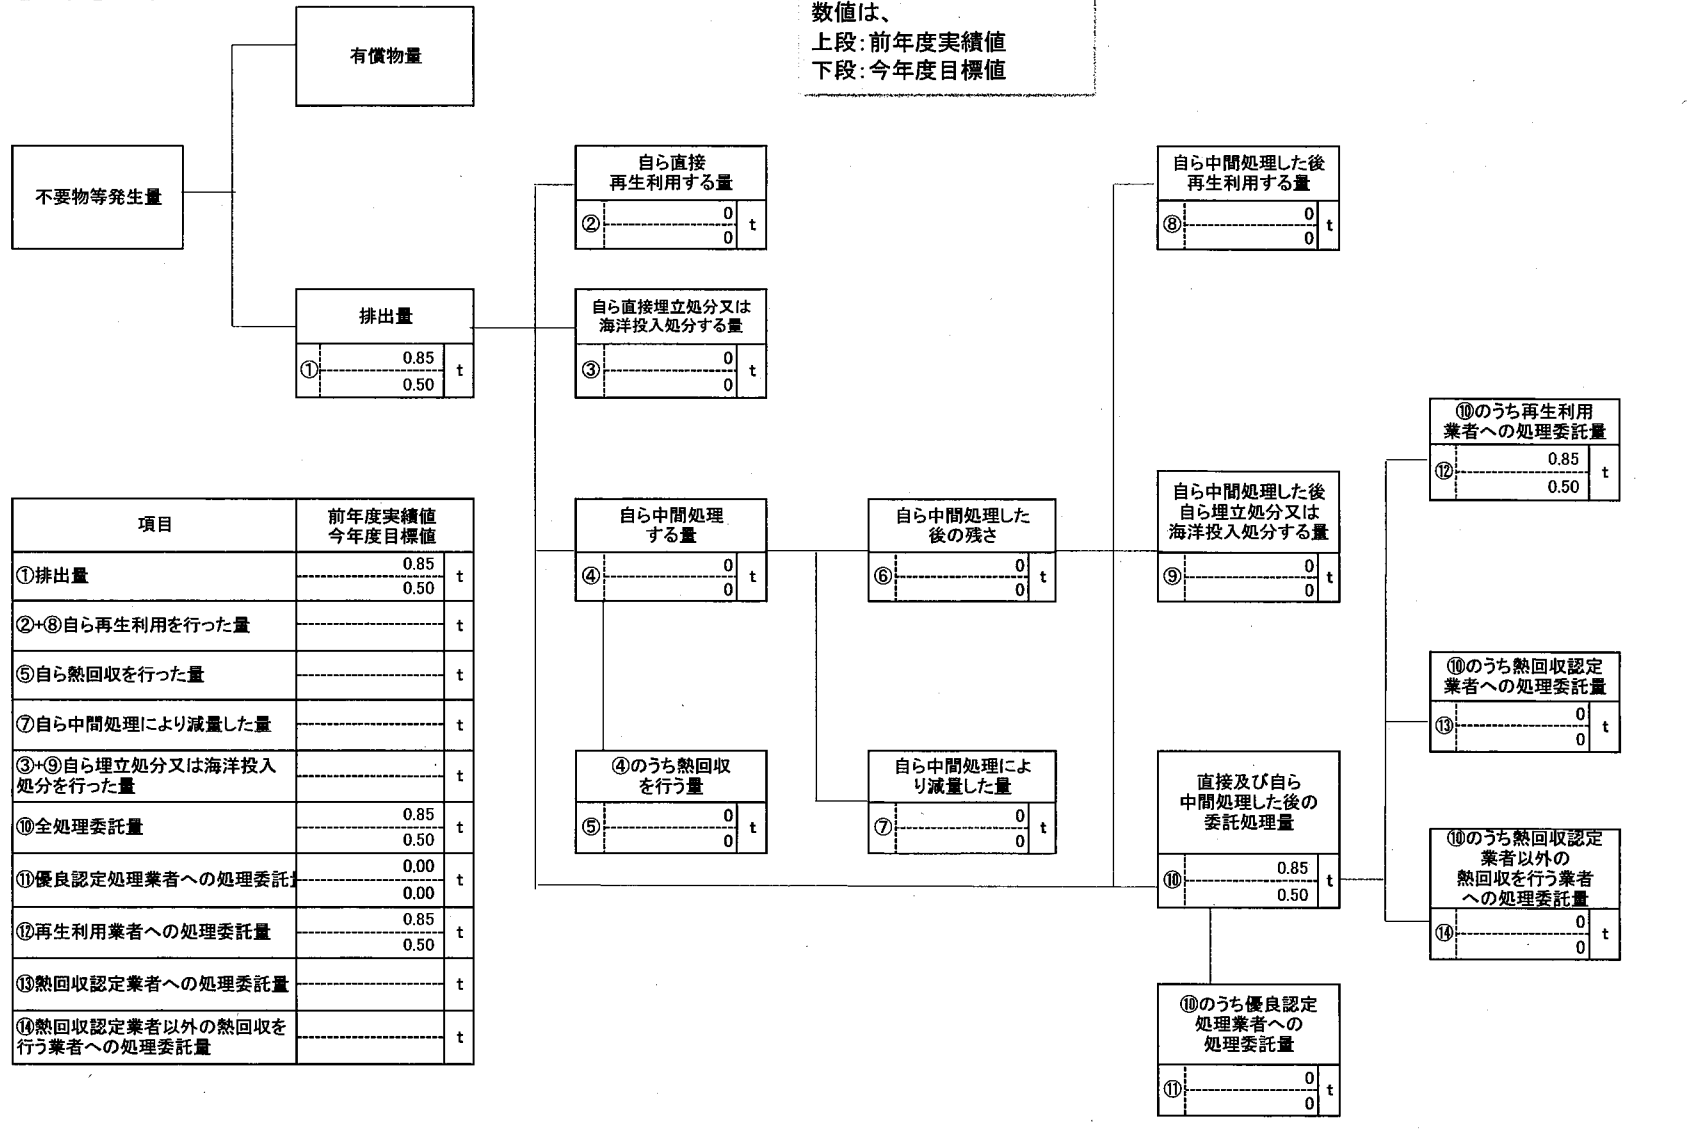 数値は、
上段：前年度実績値
下段：今年度目標値
有償物量
不要物等発生量
排出量
① 0.85 t
0.50
自ら直接
再生利用する量
② 0 t
0
自ら直接埋立処分又は
海洋投入処分する量
③ 0 t
0
自ら中間処理
する量
④ 0 t
0
④のうち熱回収
を行う量
⑤ 0 t
0
自ら中間処理した
後の残さ
⑥ 0 t
0
自ら中間処理によ
り減量した量
⑦ 0 t
0
自ら中間処理した後
再生利用する量
⑧ 0 t
0
自ら中間処理した後
自ら埋立処分又は
海洋投入処分する量
⑨ 0 t
0
直接及び自ら
中間処理した後の
委託処理量
⑩ 0.85 t
0.50
⑩のうち優良認定
処理業者への
処理委託量
⑪ 0 t
0
⑩のうち再生利用
業者への処理委託量
⑫ 0.85 t
0.50
⑩のうち熱回収認定
業者への処理委託量
⑬ 0 t
0
⑩のうち熱回収認定
業者以外の
熱回収を行う業者
への処理委託量
⑭ 0 t
0
項目 前年度実績値
今年度目標値
①排出量 0.85 t
0.50
②+⑧自ら再生利用を行った量 t
⑤自ら熱回収を行った量 t
⑦自ら中間処理により減量した量 t
③+⑨自ら埋立処分又は海洋投入
処分を行った量 t
⑩全処理委託量 0.85 t
0.50
⑪優良認定処理業者への処理委託 0.00 t
0.00
⑫再生利用業者への処理委託量 0.85 t
0.50
⑬熱回収認定業者への処理委託量 t
⑭熱回収認定業者以外の熱回収を
行う業者への処理委託量 t